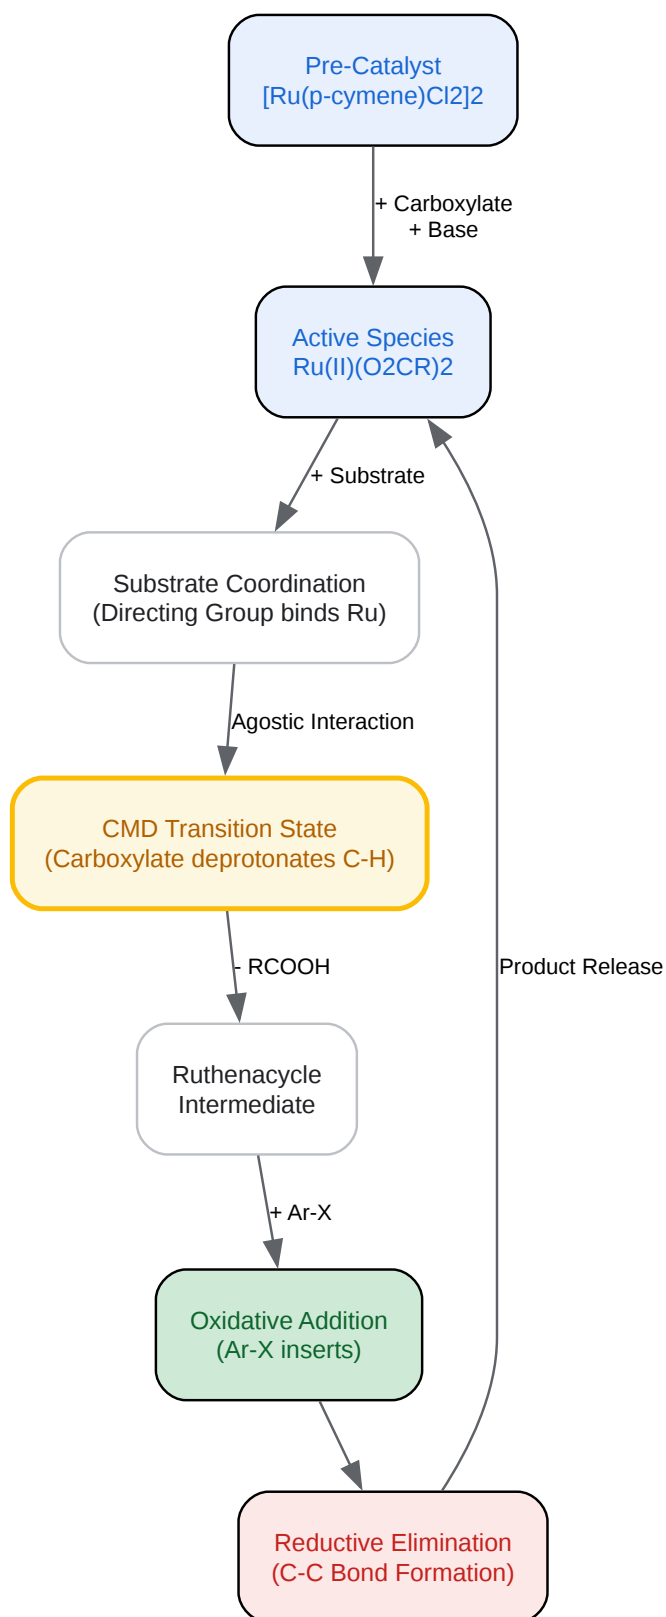 Pre-Catalyst
[Ru(p-cymene)Cl2]2
+ Carboxylate
+ Base
Active Species
Ru(II)(O2CR)2
+ Substrate
Substrate Coordination
(Directing Group binds Ru)
Agostic Interaction
CMD Transition State
(Carboxylate deprotonates C-H)
- RCOOH
Product Release
Ruthenacycle
Intermediate
+ Ar-X
Oxidative Addition
(Ar-X inserts)
Reductive Elimination
(C-C Bond Formation)